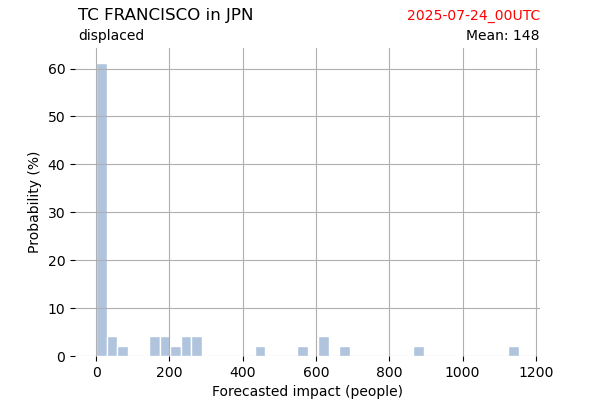 TC FRANCISCO in JPN
2025-07-24_00UTC
displaced
Mean: 148
60
50
40
30
20
10
0
Probability (%)
0 200 400 600 800 1000 1200
Forecasted impact (people)